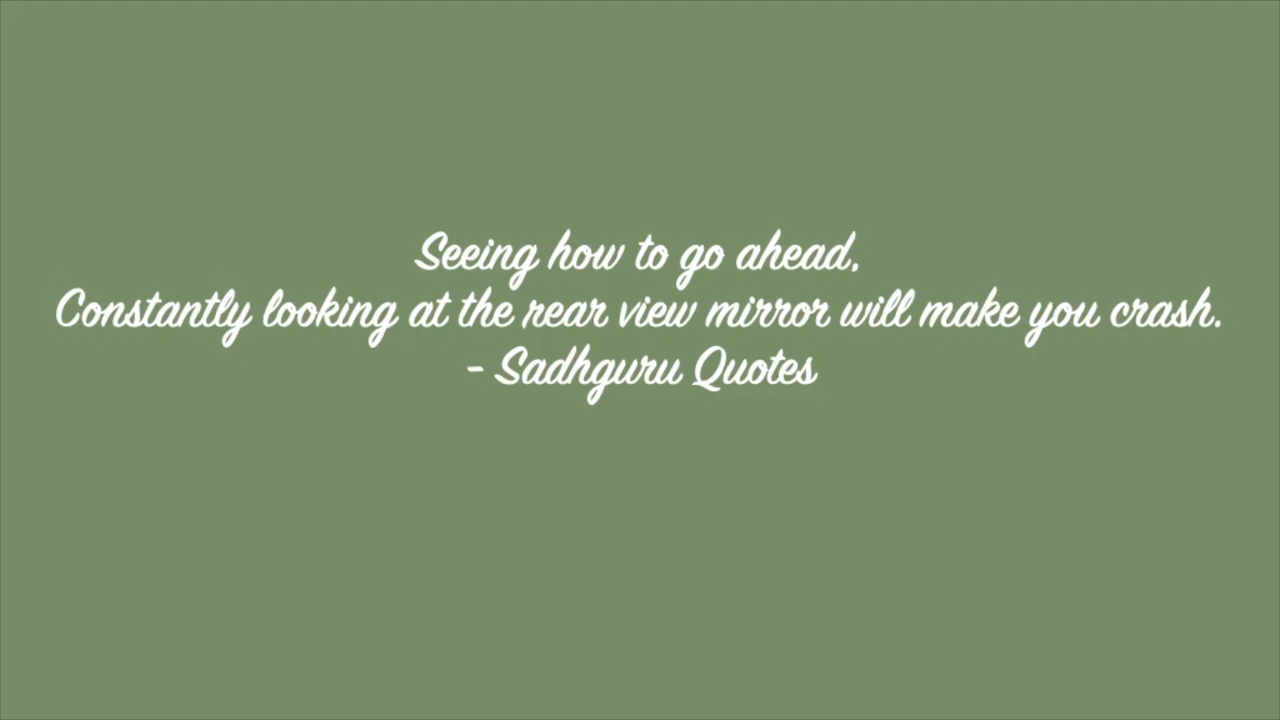 Seeing how to go ahead,
Constantly looking at the rear view mirror will make you crash.
- Sadhguru Quotes